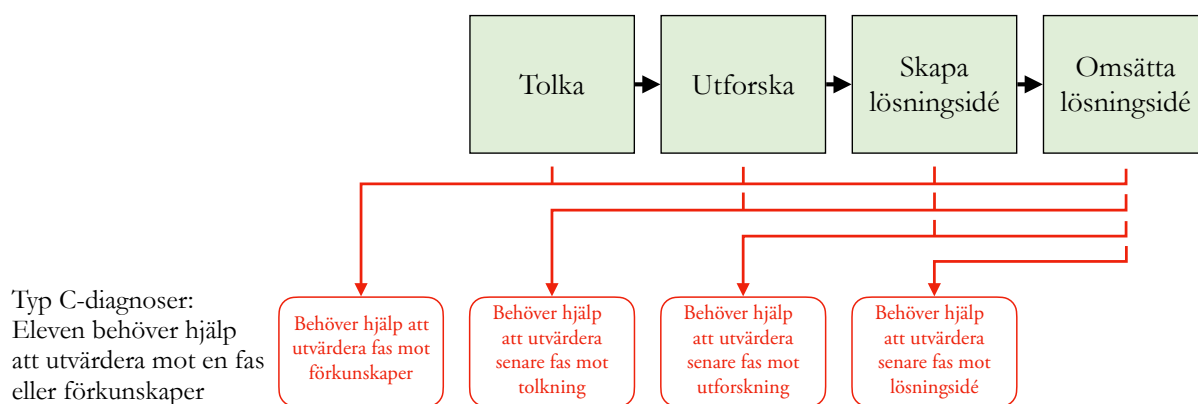 Tolka
Utforska
Skapa
lösningsidé
Omsätta
lösningsidé
Typ C-diagnoser:
Eleven behöver hjälp
att utvärdera mot en fas
eller förkunskaper
Behöver hjälp att
utvärdera fas mot
förkunskaper
Behöver hjälp
att utvärdera
senare fas mot
tolkning
Behöver hjälp
att utvärdera
senare fas mot
utforskning
Behöver hjälp
att utvärdera
senare fas mot
lösningsidé